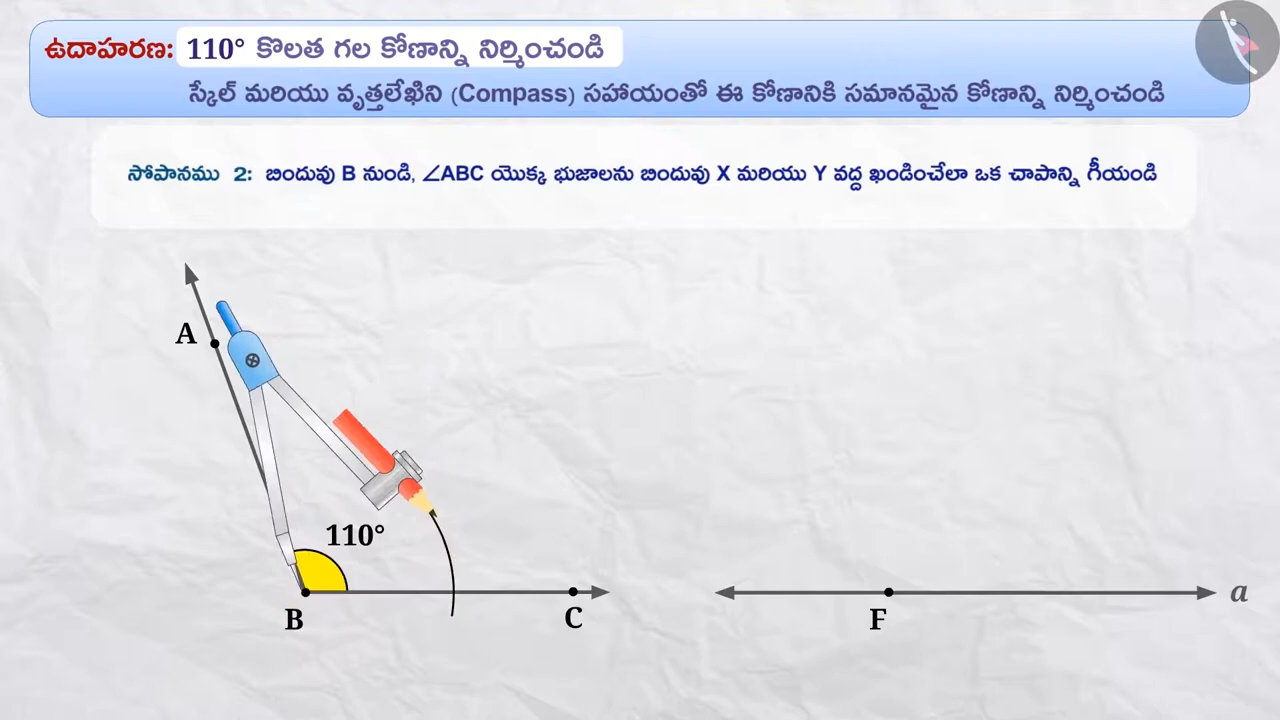 ఉదాహరణ: 110° కొలత గల కోణాన్ని నిర్మించండి
స్కేల్ మరియు వృత్తలేఖిని (Compass) సహాయంతో ఈ కోణానికి సమానమైన కోణాన్ని నిర్మించండి
సోపానము 2: బిందువు B నుండి, ∠ABC యొక్క భుజాలను బిందువు X మరియు Y వద్ద ఖండించేలా ఒక చాపాన్ని గీయండి
A
110°
B
C
F
a